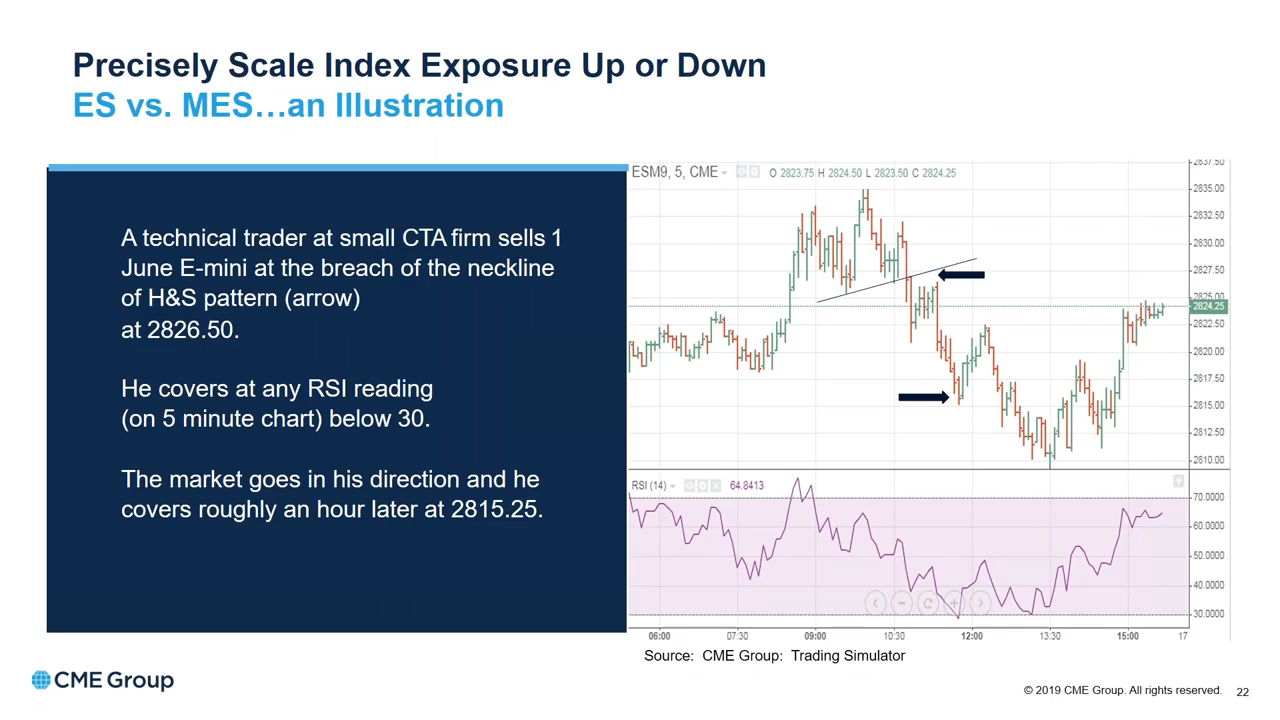 Precisely Scale Index Exposure Up or Down
ES vs. MES…an Illustration
A technical trader at small CTA firm sells 1
June E-mini at the breach of the neckline
of H&S pattern (arrow)
at 2826.50.
He covers at any RSI reading
(on 5 minute chart) below 30.
The market goes in his direction and he
covers roughly an hour later at 2815.25.
ESM9, 5, CME O 2823.75 H 2824.50 L 2823.50 C 2824.25
2837.50
2835.00
2832.50
2830.00
2827.50
2825.00
2824.25
2822.50
2820.00
2817.50
2815.00
2812.50
2810.00
RSI (14) 64.8413
70.0000
60.0000
50.0000
40.0000
30.0000
06:00 07:30 09:00 10:30 12:00 13:30 15:00 17
Source: CME Group: Trading Simulator
CME Group
© 2019 CME Group. All rights reserved. 22